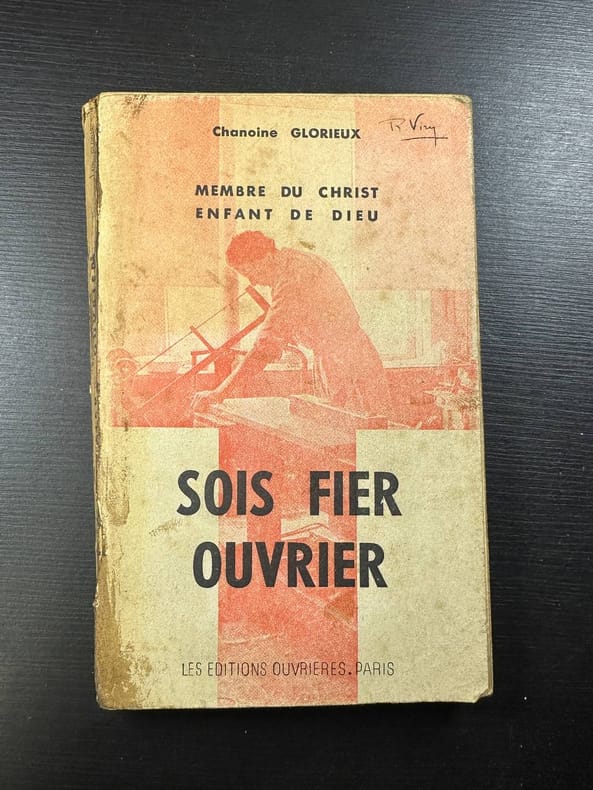 Chanoine GLORIEUX
MEMBRE DU CHRIST
ENFANT DE DIEU
SOIS FIER
OUVRIER
LES EDITIONS OUVRIERES. PARIS